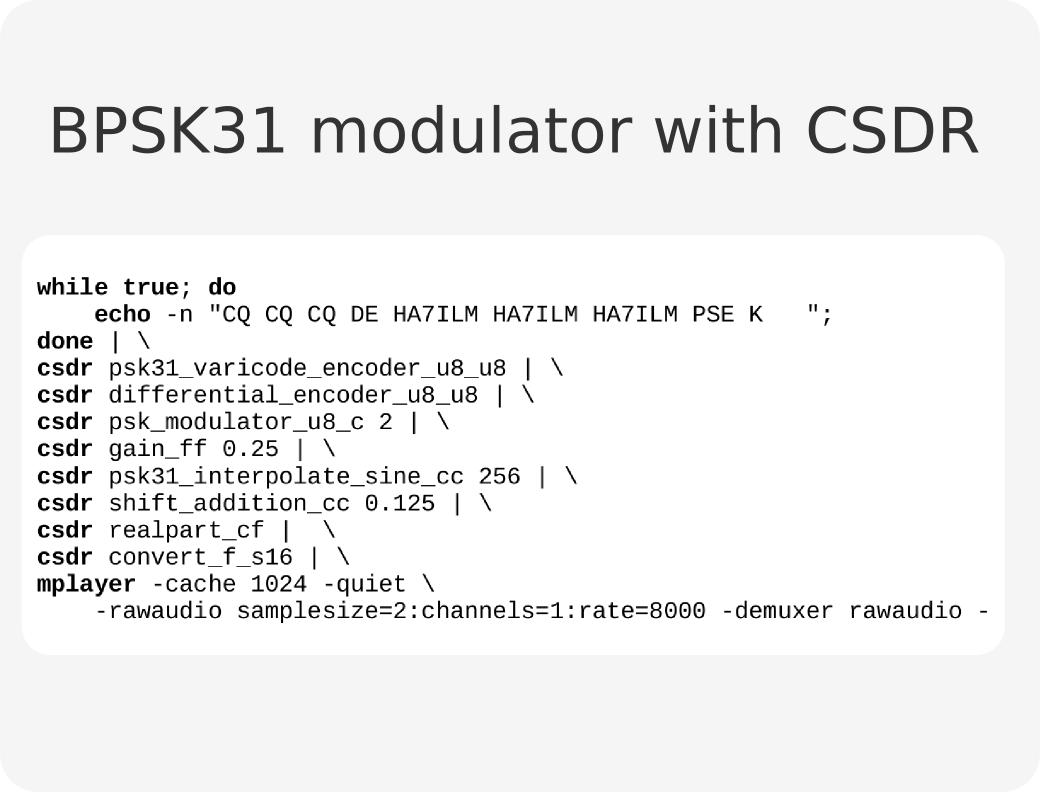 BPSK31 modulator with CSDR
while true; do
    echo -n "CQ CQ CQ DE HA7ILM HA7ILM HA7ILM PSE K   ";
done | \
csdr psk31_varicode_encoder_u8_u8 | \
csdr differential_encoder_u8_u8 | \
csdr psk_modulator_u8_c 2 | \
csdr gain_ff 0.25 | \
csdr psk31_interpolate_sine_cc 256 | \
csdr shift_addition_cc 0.125 | \
csdr realpart_cf |  \
csdr convert_f_s16 | \
mplayer -cache 1024 -quiet \
    -rawaudio samplesize=2:channels=1:rate=8000 -demuxer rawaudio -